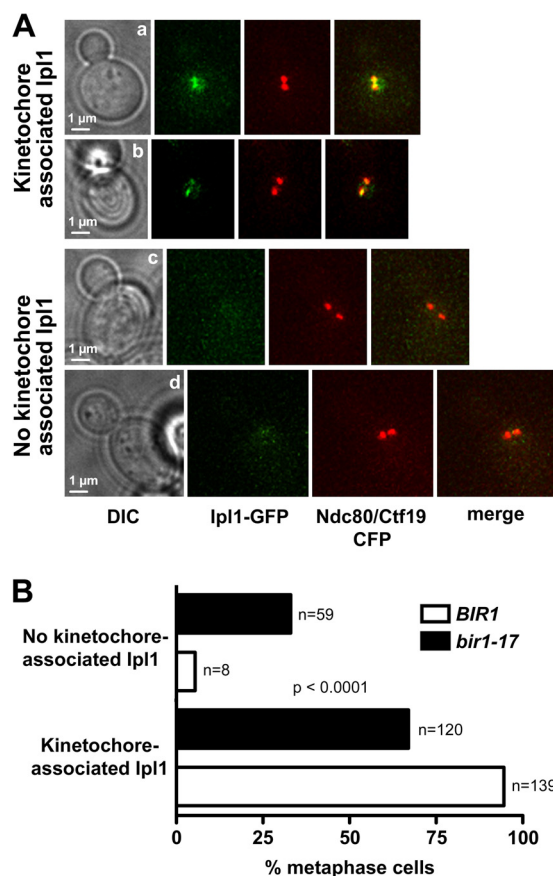 A
Kinetochore
associated Ipl1
a
1 μm
b
1 μm
No kinetochore
associated Ipl1
c
1 μm
d
1 μm
DIC
Ipl1-GFP
Ndc80/Ctf19
CFP
merge
B
No kinetochore-
associated Ipl1
n=59
n=8
BIR1
bir1-17
p < 0.0001
Kinetochore-
associated Ipl1
n=120
n=139
0
25
50
75
100
% metaphase cells